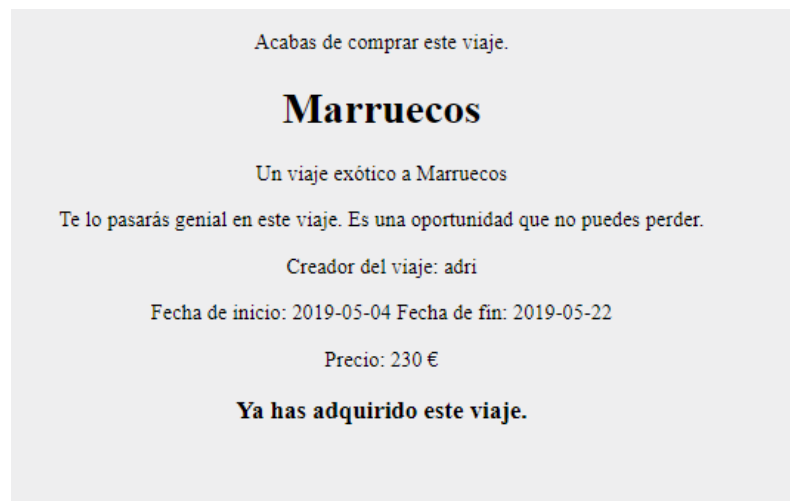 Acabas de comprar este viaje.
Marruecos
Un viaje exótico a Marruecos
Te lo pasarás genial en este viaje. Es una oportunidad que no puedes perder.
Creador del viaje: adri
Fecha de inicio: 2019-05-04 Fecha de fín: 2019-05-22
Precio: 230 €
Ya has adquirido este viaje.